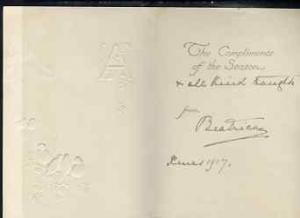 The Compliments
of the Season
& all kind thoughts
from
Beatrice
Xmas 1917.